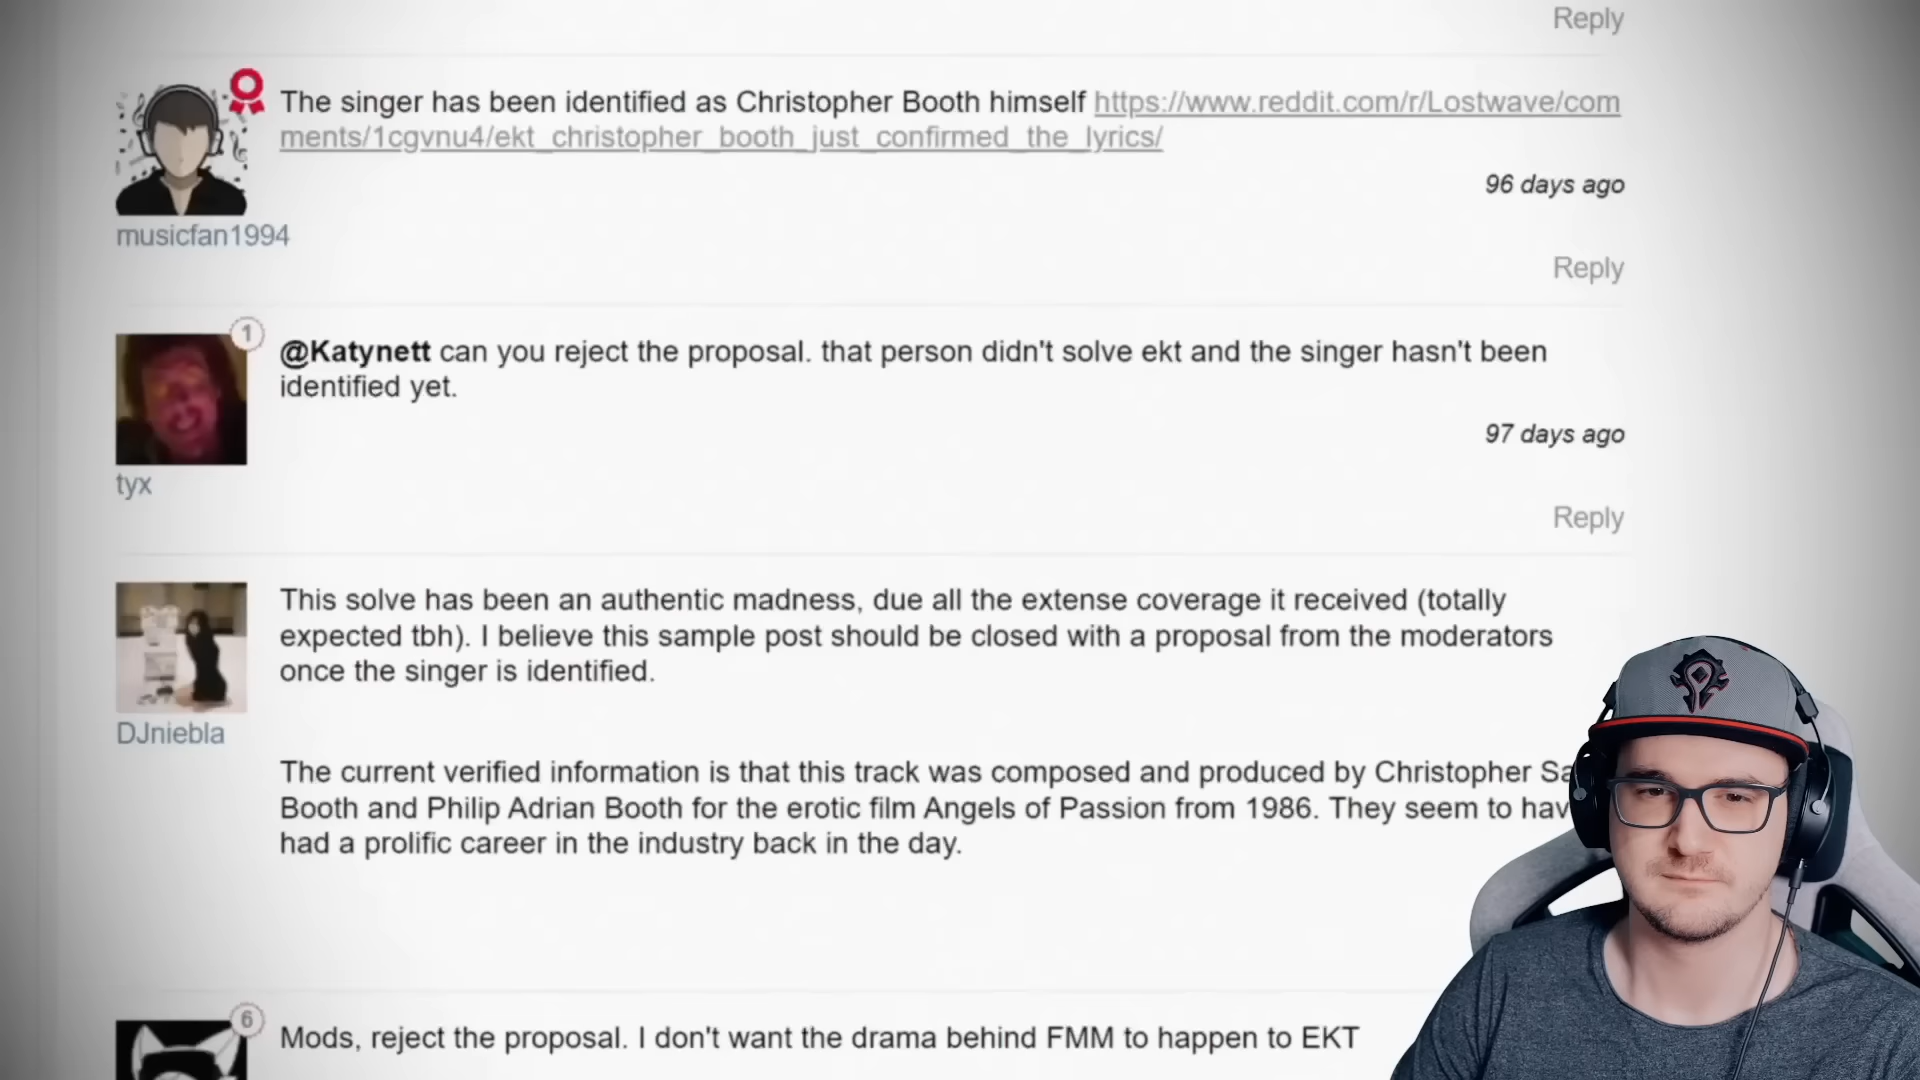 Reply
The singer has been identified as Christopher Booth himself https://www.reddit.com/r/Lostwave/com
ments/1cgvnu4/ekt_christopher_booth_just_confirmed_the_lyrics/
96 days ago
musicfan1994
Reply
1
@Katynett can you reject the proposal. that person didn't solve ekt and the singer hasn't been
identified yet.
97 days ago
tyx
Reply
This solve has been an authentic madness, due all the extense coverage it received (totally
expected tbh). I believe this sample post should be closed with a proposal from the moderators
once the singer is identified.
DJniebla
The current verified information is that this track was composed and produced by Christopher Sa
Booth and Philip Adrian Booth for the erotic film Angels of Passion from 1986. They seem to hav
had a prolific career in the industry back in the day.
6
Mods, reject the proposal. I don't want the drama behind FMM to happen to EKT